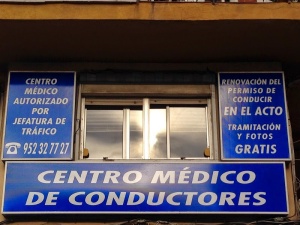 CENTRO
MÉDICO
AUTORIZADO
POR
JEFATURA DE
TRÁFICO
☎ 952 32 77 27
RENOVACIÓN DEL
PERMISO DE
CONDUCIR
EN EL ACTO
TRAMITACIÓN
Y FOTOS
GRATIS
CENTRO MÉDICO
DE CONDUCTORES